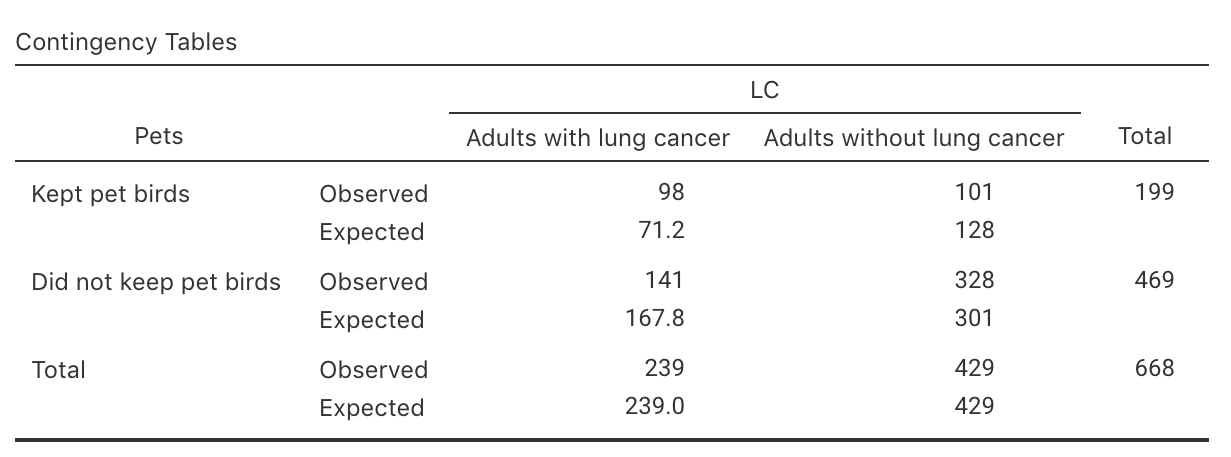 Contingency Tables
LC
Pets Adults with lung cancer Adults without lung cancer Total
Kept pet birds Observed 98 101 199
Expected 71.2 128
Did not keep pet birds Observed 141 328 469
Expected 167.8 301
Total Observed 239 429 668
Expected 239.0 429